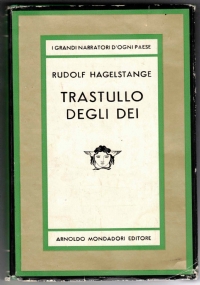 I GRANDI NARRATORI D'OGNI PAESE
RUDOLF HAGELSTANGE
TRASTULLO
DEGLI DEI
ARNOLDO MONDADORI EDITORE